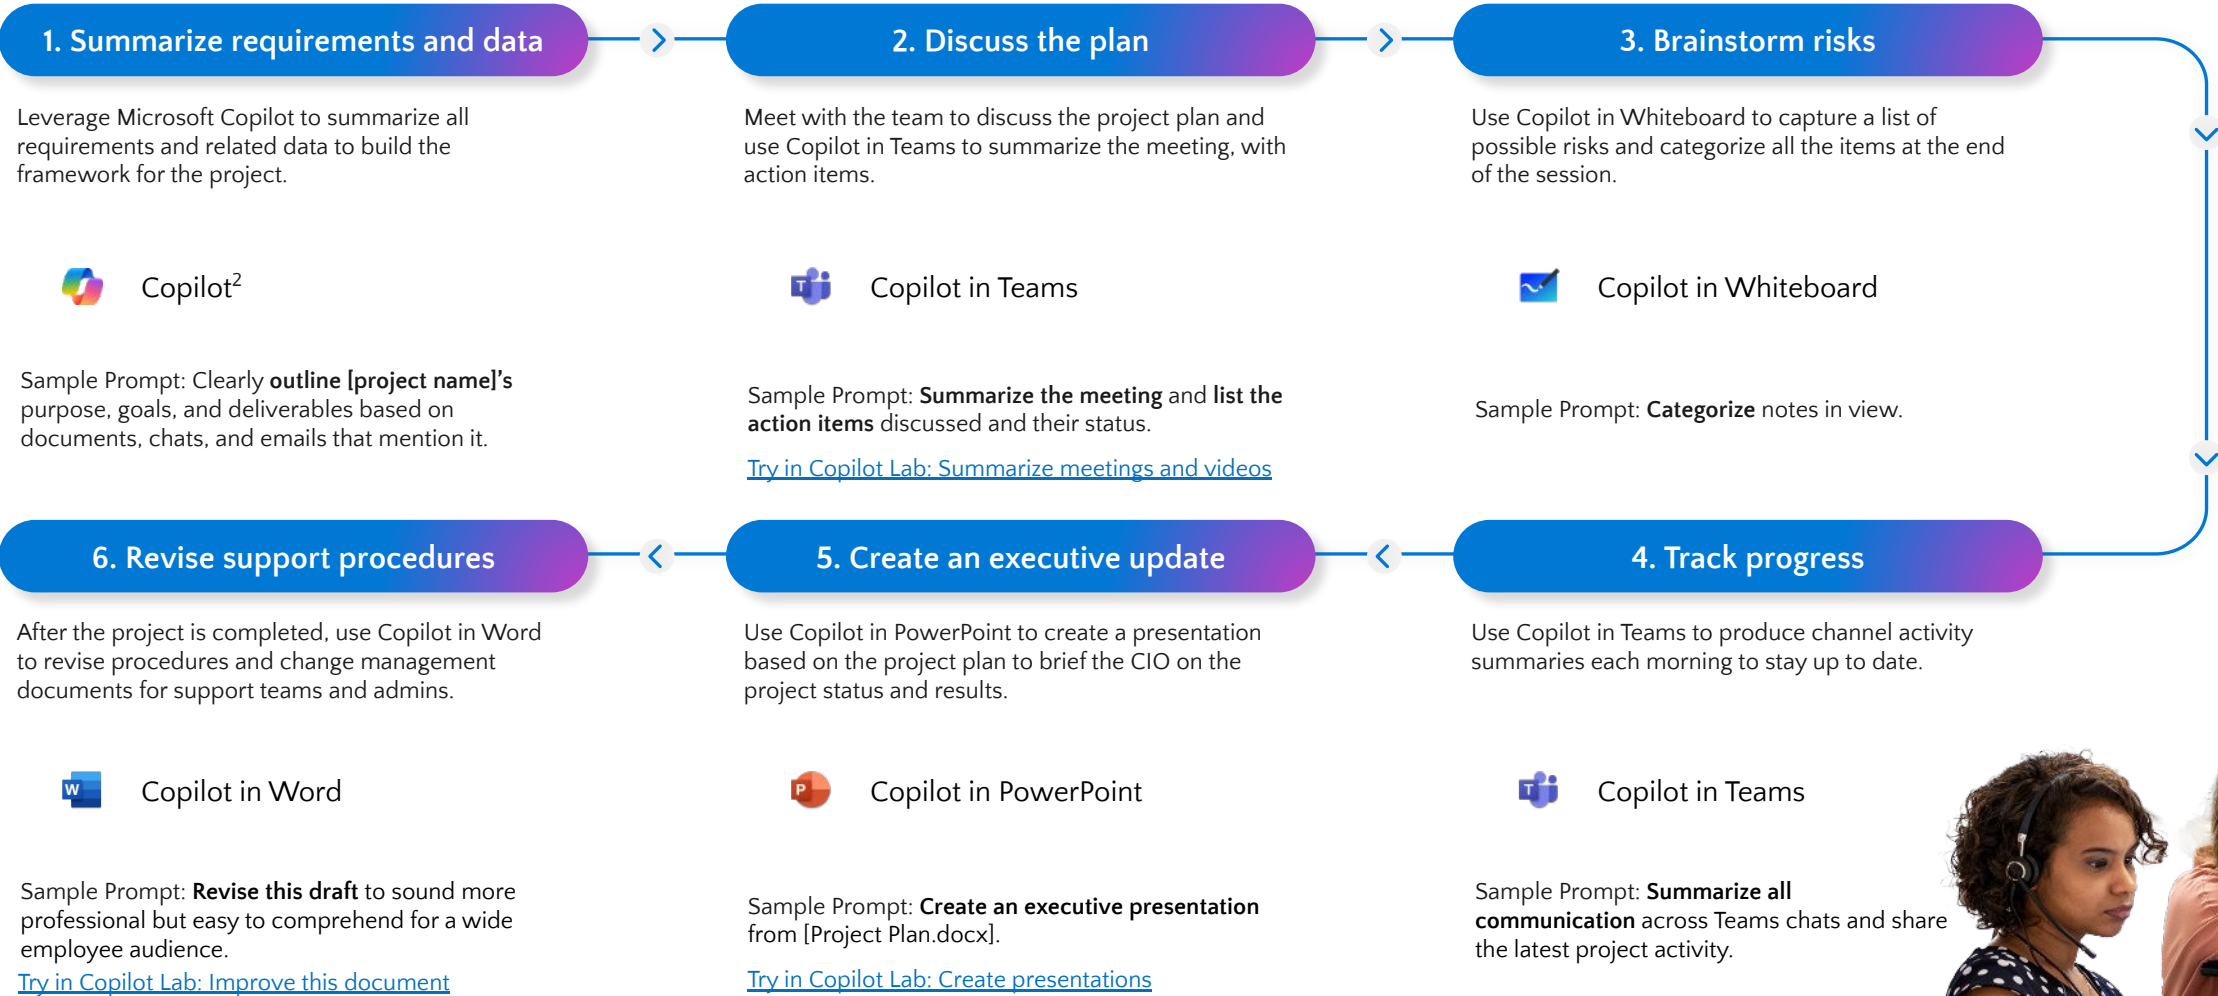 1. Summarize requirements and data
Leverage Microsoft Copilot to summarize all
requirements and related data to build the
framework for the project.
Copilot²
Sample Prompt: Clearly outline [project name]’s
purpose, goals, and deliverables based on
documents, chats, and emails that mention it.
2. Discuss the plan
Meet with the team to discuss the project plan and
use Copilot in Teams to summarize the meeting, with
action items.
Copilot in Teams
Sample Prompt: Summarize the meeting and list the
action items discussed and their status.
Try in Copilot Lab: Summarize meetings and videos
3. Brainstorm risks
Use Copilot in Whiteboard to capture a list of
possible risks and categorize all the items at the end
of the session.
Copilot in Whiteboard
Sample Prompt: Categorize notes in view.
4. Track progress
Use Copilot in Teams to produce channel activity
summaries each morning to stay up to date.
T
Copilot in Teams
Sample Prompt: Summarize all
communication across Teams chats and share
the latest project activity.
5. Create an executive update
Use Copilot in PowerPoint to create a presentation
based on the project plan to brief the CIO on the
project status and results.
P
Copilot in PowerPoint
Sample Prompt: Create an executive presentation
from [Project Plan.docx].
Try in Copilot Lab: Create presentations
6. Revise support procedures
After the project is completed, use Copilot in Word
to revise procedures and change management
documents for support teams and admins.
W
Copilot in Word
Sample Prompt: Revise this draft to sound more
professional but easy to comprehend for a wide
employee audience.
Try in Copilot Lab: Improve this document